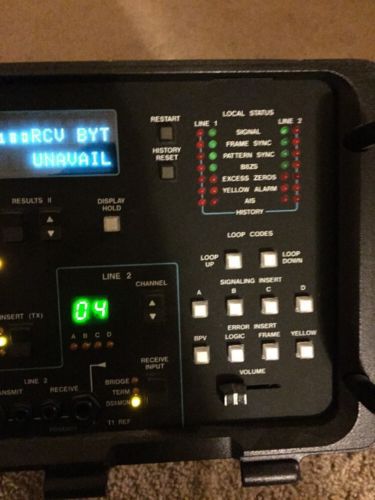 RCV BYT
UNAVAIL
RESTART
HISTORY
RESET
LOCAL STATUS
LINE 1
LINE 2
SIGNAL
FRAME SYNC
PATTERN SYNC
B8ZS
EXCESS ZEROS
YELLOW ALARM
AIS
HISTORY
RESULTS II
DISPLAY
HOLD
LOOP CODES
LOOP
UP
LOOP
DOWN
SIGNALING INSERT
A B C D
ERROR INSERT
BPV LOGIC FRAME YELLOW
VOLUME
LINE 2
CHANNEL
04
A B C D
INSERT (TX)
RECEIVE
INPUT
BRIDGE
TERM
DSXMON
LINE 2
RECEIVE
T1 REF